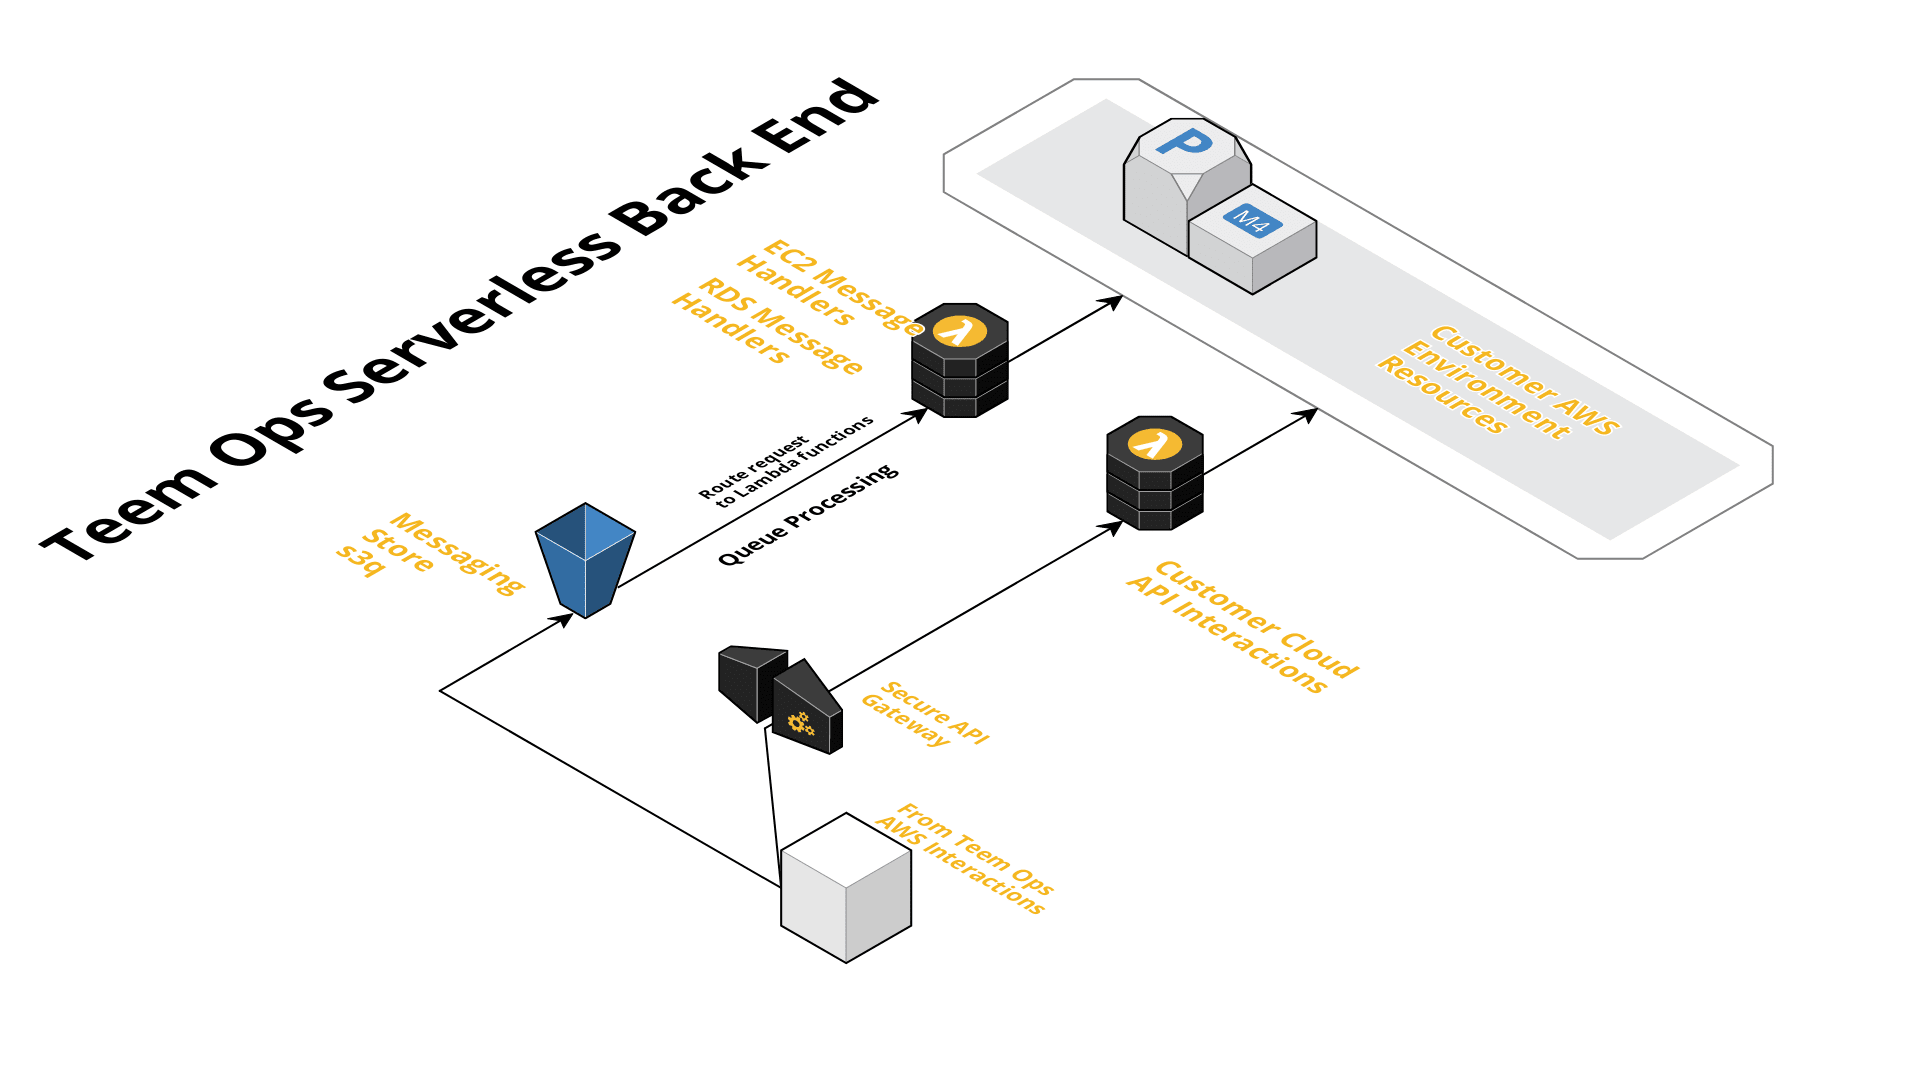 Teem Ops Serverless Back End
P
M4
EC2 Message
Handlers
RDS Message
Handlers
λ
Customer AWS
Environment
Resources
Route request
to Lambda functions
Queue Processing
λ
Messaging
Store
s3q
Customer Cloud
API Interactions
Secure API
Gateway
From Teem Ops
AWS Interactions